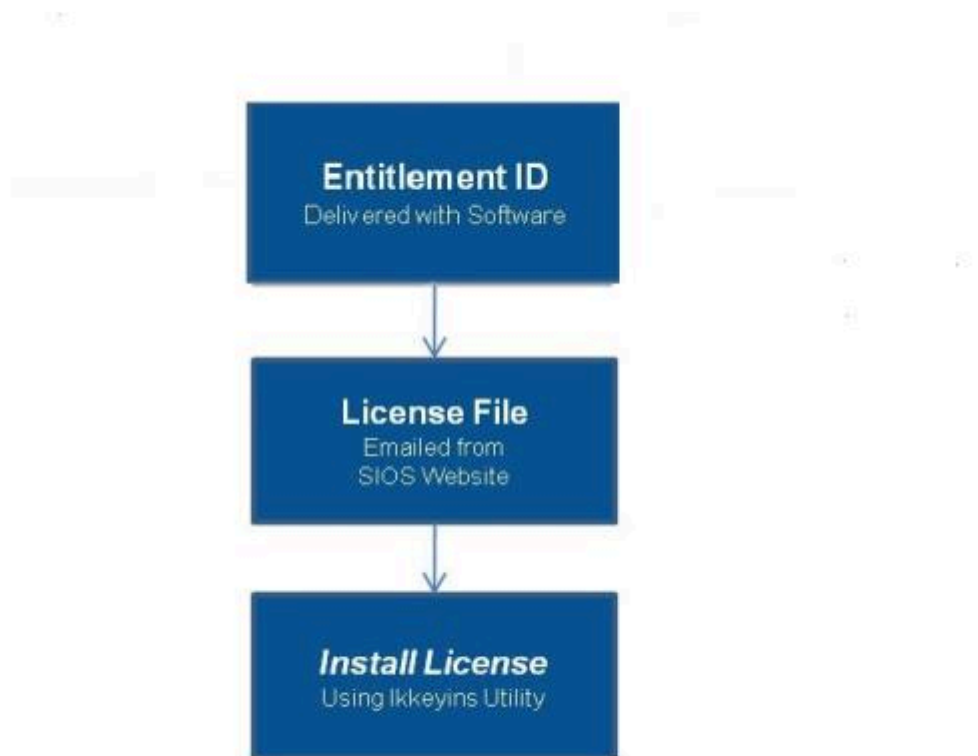 Entitlement ID
Delivered with Software
License File
Emailed from
SIOS Website
Install License
Using lkkeyins Utility